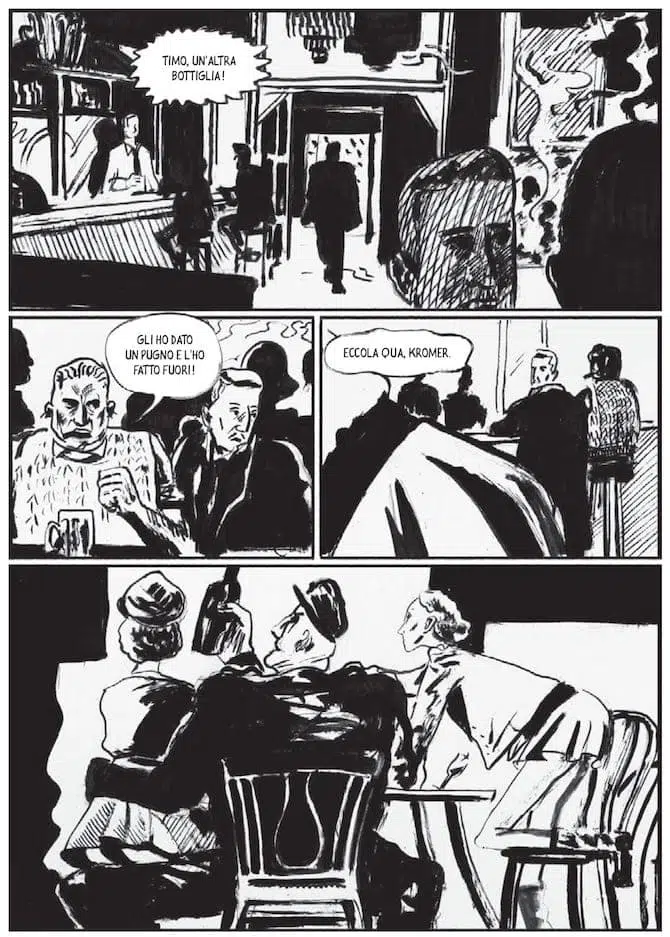 TIMO, UN'ALTRA
BOTTIGLIA!
GLI HO DATO
UN PUGNO E L'HO
FATTO FUORI!
ECCOLA QUA, KROMER.